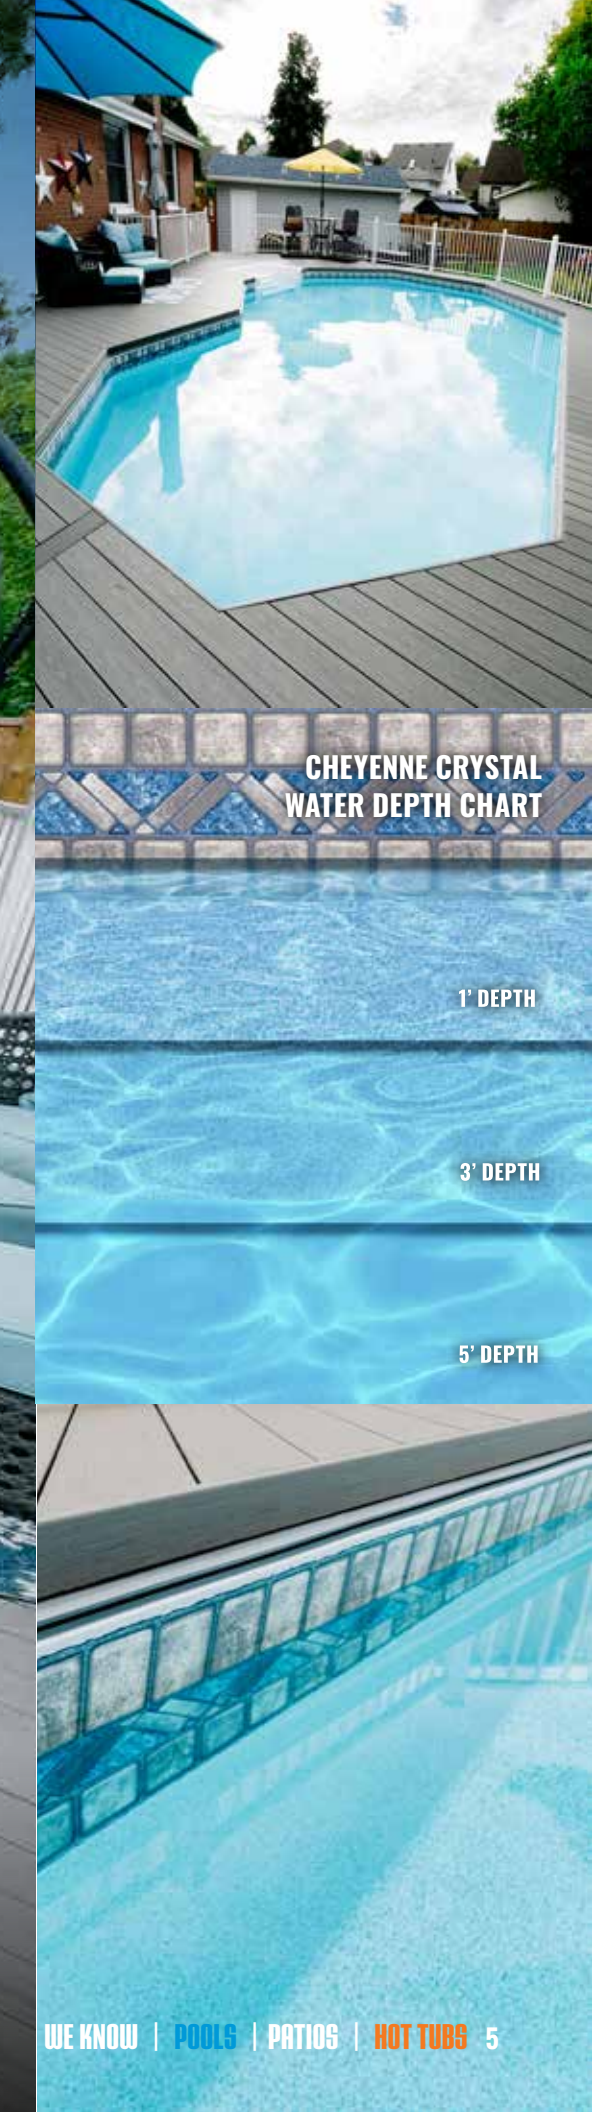 CHEYENNE CRYSTAL
WATER DEPTH CHART
1' DEPTH
3' DEPTH
5' DEPTH
WE KNOW | POOLS | PATIOS | HOT TUBS 5